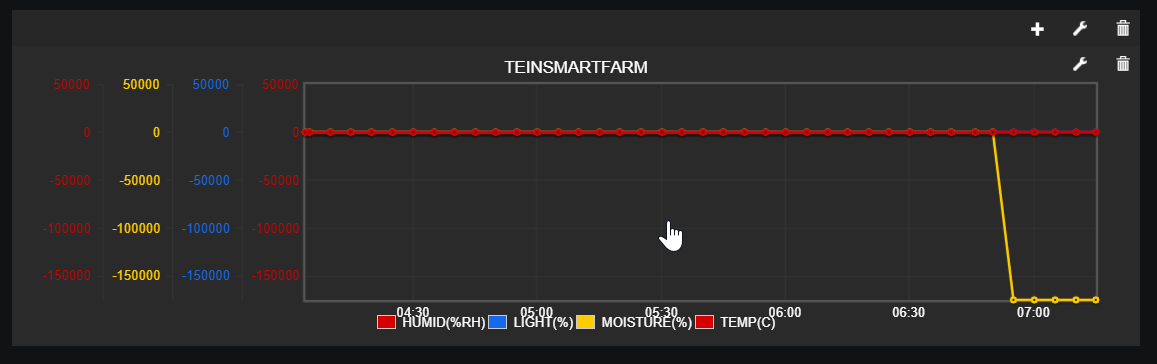 TEINSMARTFARM
50000 50000 50000 50000
0 0 0 0
-50000 -50000 -50000 -50000
-100000 -100000 -100000 -100000
-150000 -150000 -150000 -150000
04:30 05:00 05:30 06:00 06:30 07:00
HUMID(%RH) LIGHT(%) MOISTURE(%) TEMP(C)